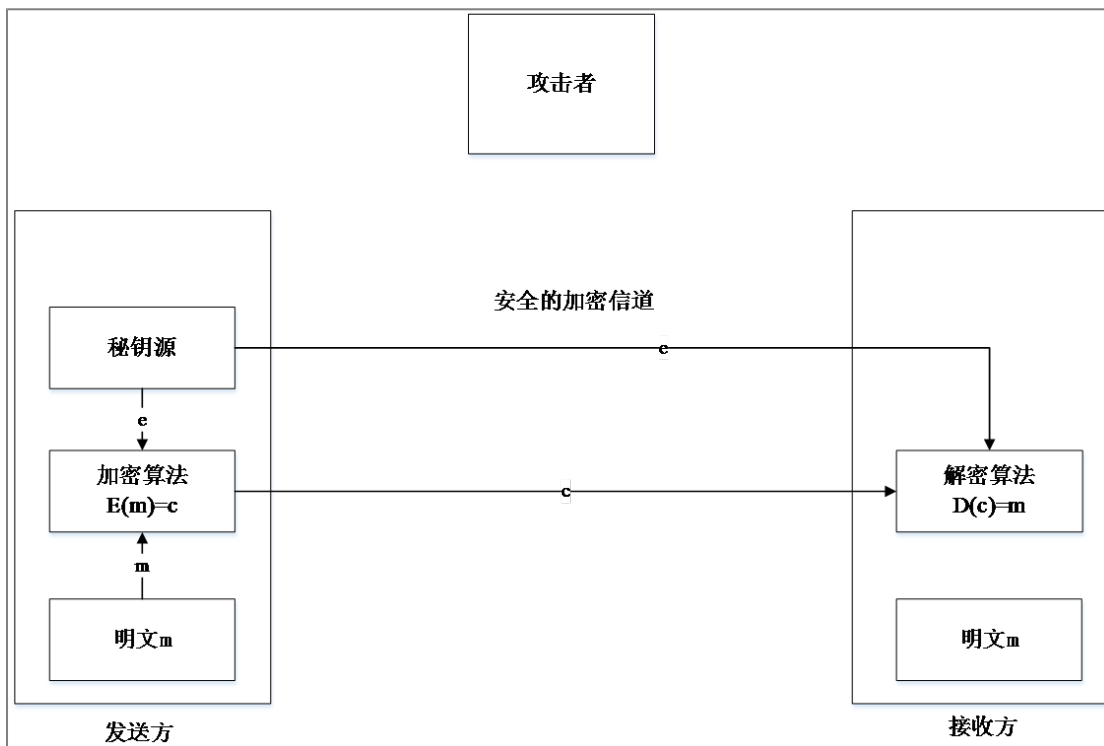 攻击者
安全的加密信道
秘钥源
e
e
加密算法
E(m)=c
c
解密算法
D(c)=m
m
明文m
明文m
发送方
接收方